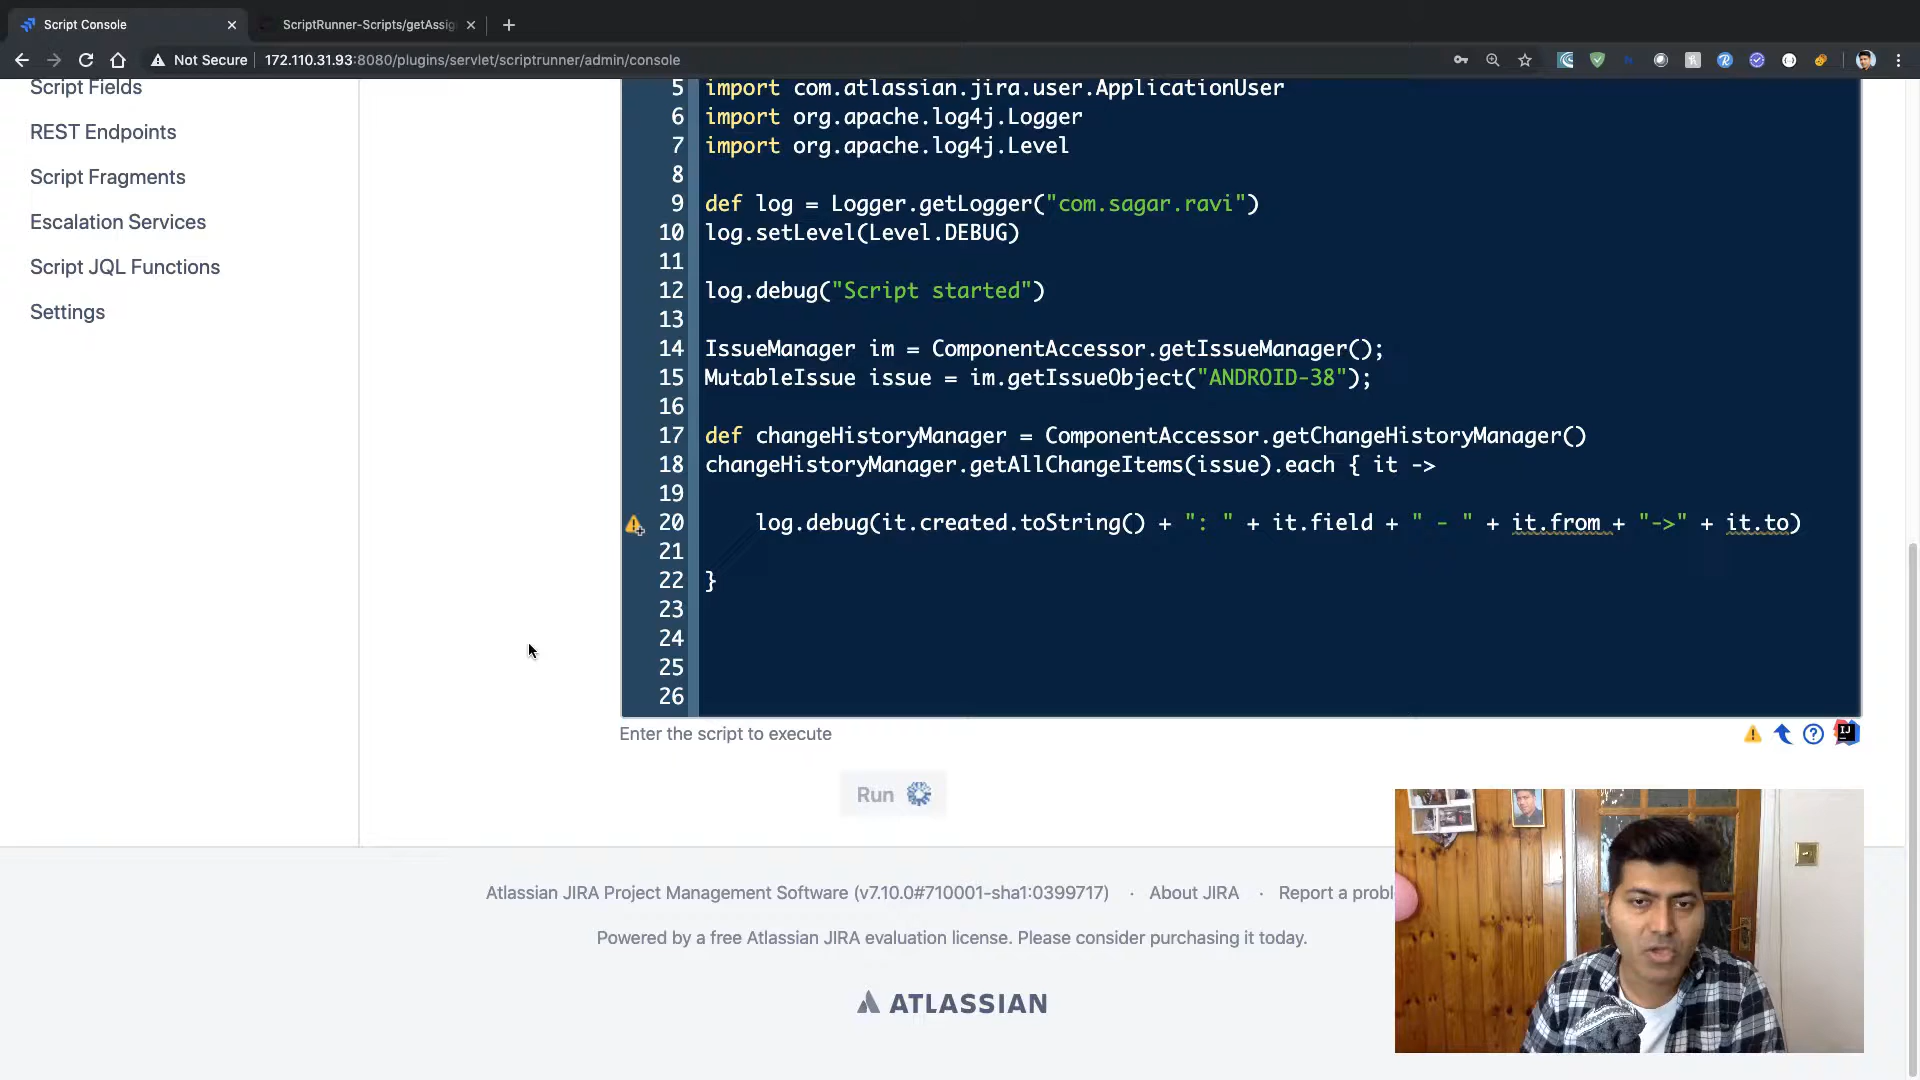 Script Console
ScriptRunner-Scripts/getAssig
Not Secure
172.110.31.93:8080/plugins/servlet/scriptrunner/admin/console
Script Fields
REST Endpoints
Script Fragments
Escalation Services
Script JQL Functions
Settings
5 import com.atlassian.jira.user.ApplicationUser
6 import org.apache.log4j.Logger
7 import org.apache.log4j.Level
8
9 def log = Logger.getLogger("com.sagar.ravi")
10 log.setLevel(Level.DEBUG)
11
12 log.debug("Script started")
13
14 IssueManager im = ComponentAccessor.getIssueManager();
15 MutableIssue issue = im.getIssueObject("ANDROID-38");
16
17 def changeHistoryManager = ComponentAccessor.getChangeHistoryManager()
18 changeHistoryManager.getAllChangeItems(issue).each { it ->
19
20 log.debug(it.created.toString() + ": " + it.field + " - " + it.from + "->" + it.to)
21
22 }
23
24
25
26
Enter the script to execute
IJ
Run
Atlassian JIRA Project Management Software (v7.10.0#710001-sha1:0399717) · About JIRA · Report a probl
Powered by a free Atlassian JIRA evaluation license. Please consider purchasing it today.
ATLASSIAN